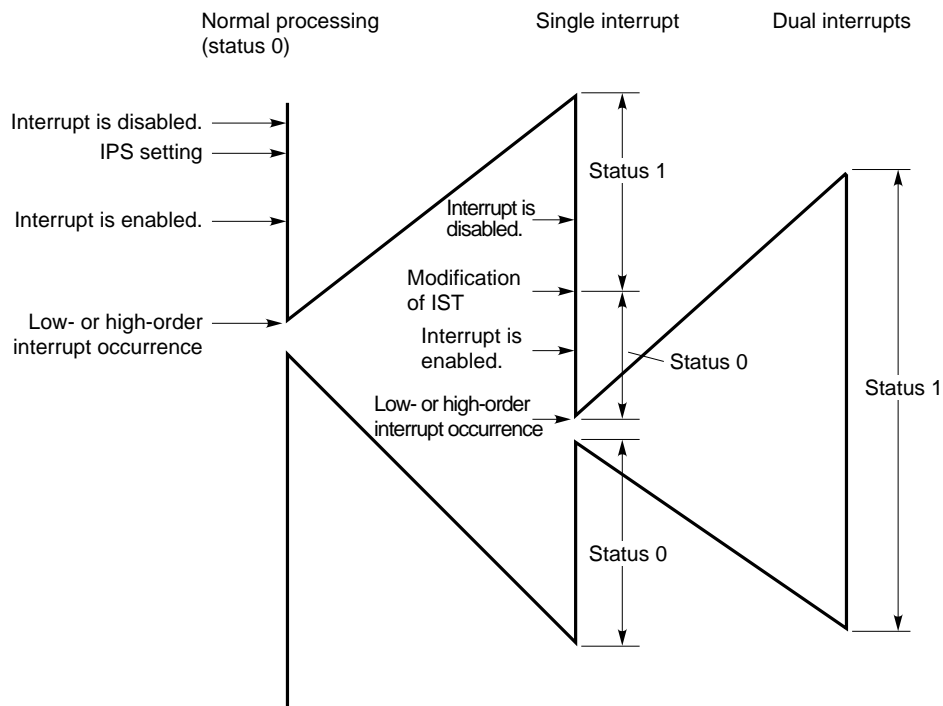 Normal processing
(status 0)
Single interrupt
Dual interrupts
Interrupt is disabled.
IPS setting
Interrupt is enabled.
Low- or high-order
interrupt occurrence
Status 1
Interrupt is
disabled.
Modification
of IST
Interrupt is
enabled.
Low- or high-order
interrupt occurrence
Status 0
Status 0
Status 1